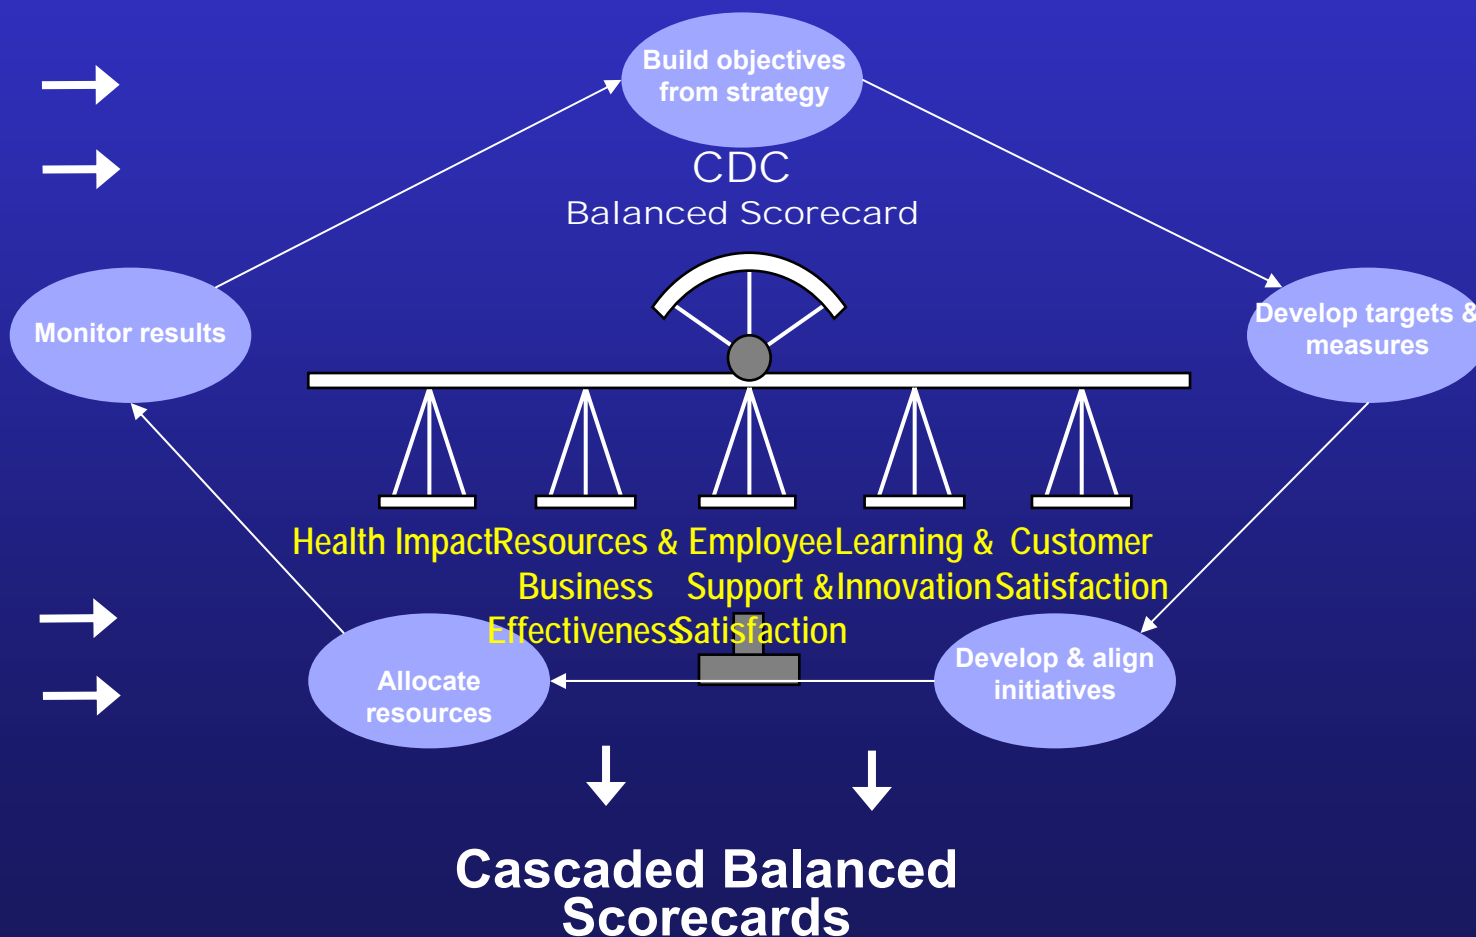 Build objectives
from strategy
CDC
Balanced Scorecard
Monitor results
Develop targets &
measures
Health Impact
Resources &
Business
Effectiveness
Employee
Support &
Satisfaction
Learning &
Innovation
Customer
Satisfaction
Allocate
resources
Develop & align
initiatives
Cascaded Balanced
Scorecards